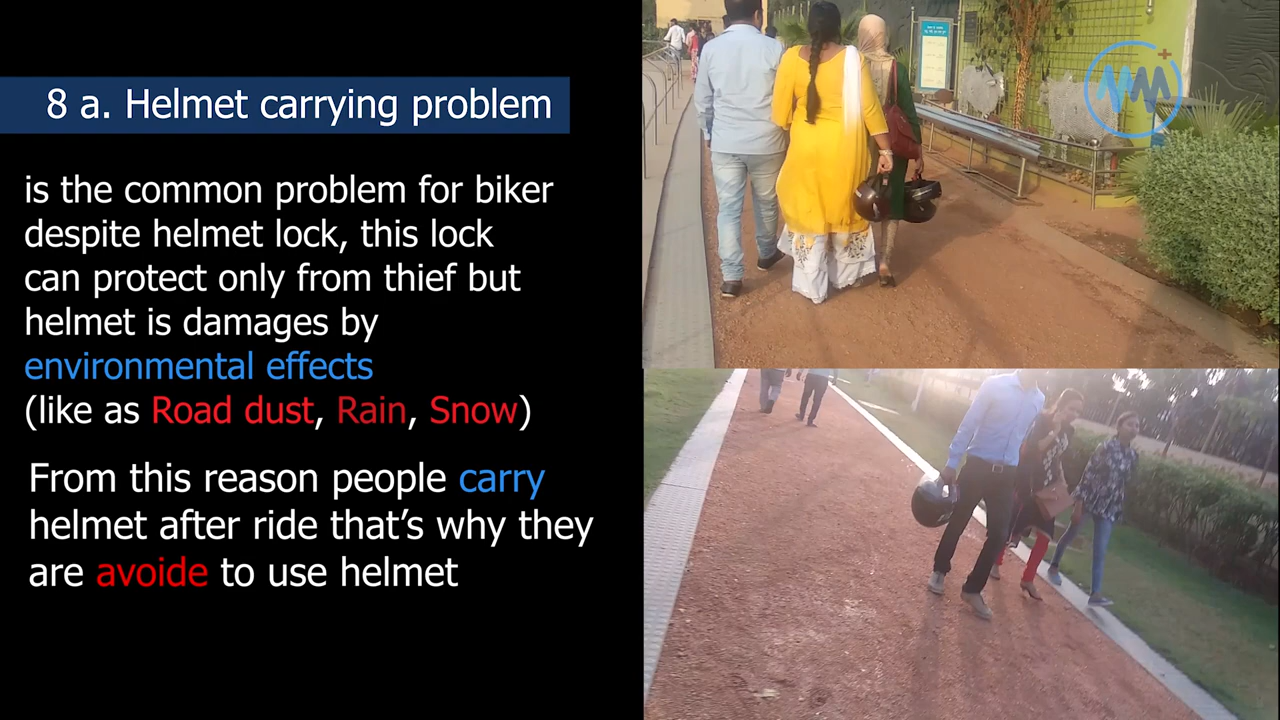 8 a. Helmet carrying problem
is the common problem for biker
despite helmet lock, this lock
can protect only from thief but
helmet is damages by
environmental effects
(like as Road dust, Rain, Snow)
From this reason people carry
helmet after ride that’s why they
are avoide to use helmet